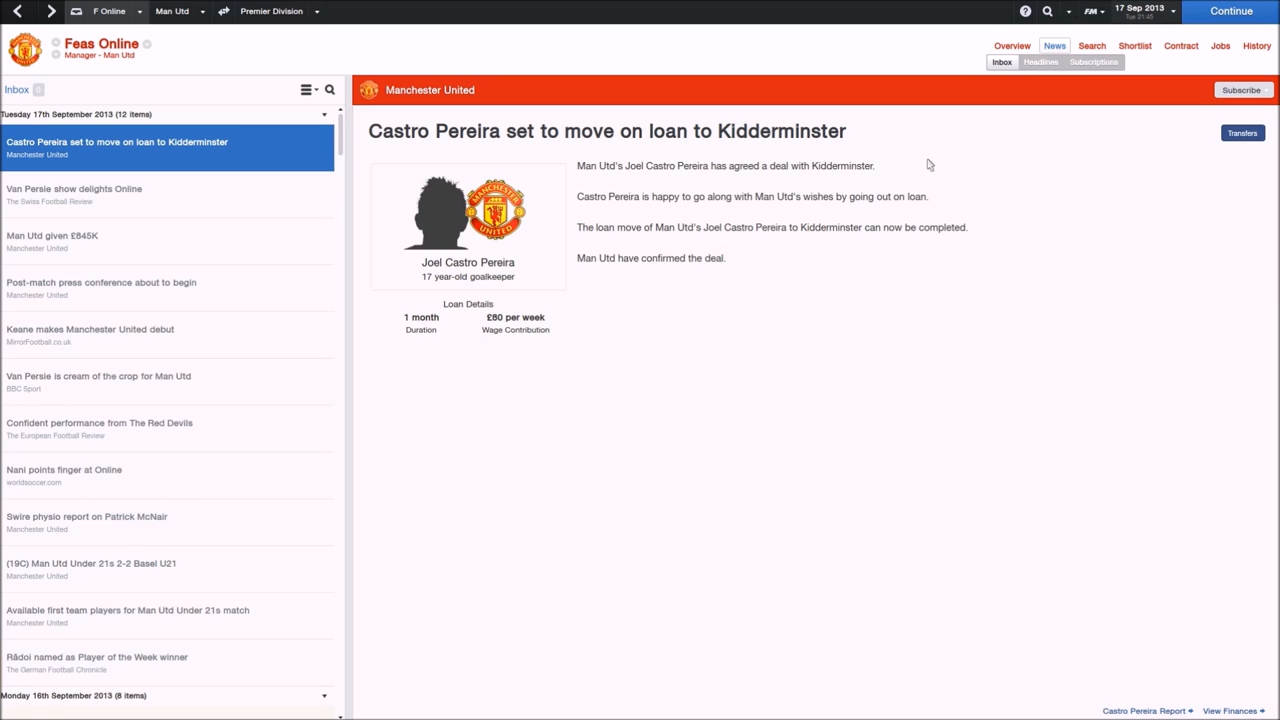 F Online
Man Utd
Premier Division
FM
17 Sep 2013
Tue 21:45
Continue
Feas Online
Manager - Man Utd
Overview
News
Search
Shortlist
Contract
Jobs
History
Inbox
Headlines
Subscriptions
Inbox 0
Manchester United
Subscribe
Tuesday 17th September 2013 (12 items)
Castro Pereira set to move on loan to Kidderminster
Manchester United
Van Persie show delights Online
The Swiss Football Review
Man Utd given £845K
Manchester United
Post-match press conference about to begin
Manchester United
Keane makes Manchester United debut
MirrorFootball.co.uk
Van Persie is cream of the crop for Man Utd
BBC Sport
Confident performance from The Red Devils
The European Football Review
Nani points finger at Online
worldsoccer.com
Swire physio report on Patrick McNair
Manchester United
(19C) Man Utd Under 21s 2-2 Basel U21
Manchester United
Available first team players for Man Utd Under 21s match
Manchester United
Rădoi named as Player of the Week winner
The German Football Chronicle
Monday 16th September 2013 (8 items)
Castro Pereira set to move on loan to Kidderminster
Transfers
MANCHESTER
UNITED
Joel Castro Pereira
17 year-old goalkeeper
Loan Details
1 month
£80 per week
Duration
Wage Contribution
Man Utd's Joel Castro Pereira has agreed a deal with Kidderminster.
Castro Pereira is happy to go along with Man Utd's wishes by going out on loan.
The loan move of Man Utd's Joel Castro Pereira to Kidderminster can now be completed.
Man Utd have confirmed the deal.
Castro Pereira Report
View Finances